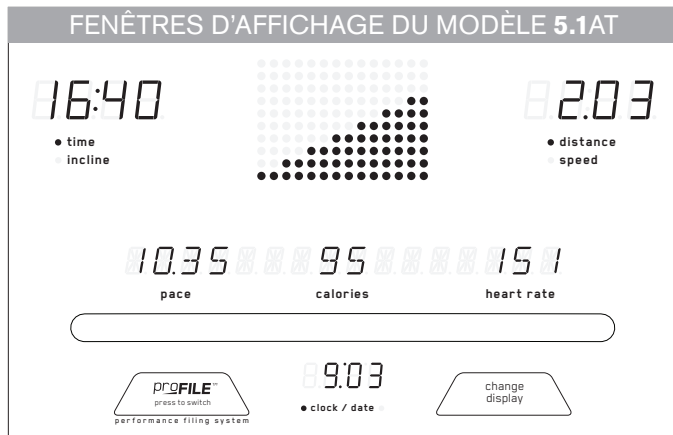 FENÊTRES D'AFFICHAGE DU MODÈLE 5.1AT
16:40
2.03
time
incline
distance
speed
10.35 95 151
pace calories heart rate
proFILE™
press to switch
performance filing system
9:03
clock / date
change
display